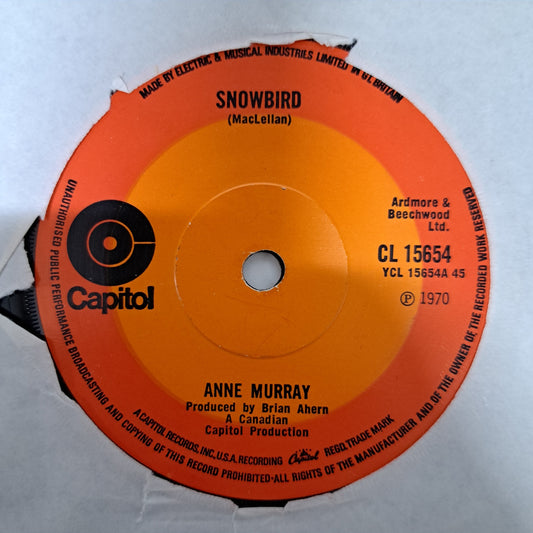 MADE BY ELECTRIC & MUSICAL INDUSTRIES LIMITED IN GT. BRITAIN
SNOWBIRD
(MacLellan)
Ardmore &
Beechwood
Ltd.
CL 15654
YCL 15654A 45
Ⓟ 1970
Capitol
ANNE MURRAY
Produced by Brian Ahern
A Canadian
Capitol Production
A CAPITOL RECORDS, INC., U.S.A. RECORDING Capitol REGD. TRADE MARK
UNAUTHORISED PUBLIC PERFORMANCE BROADCASTING AND COPYING OF THIS RECORD PROHIBITED-ALL RIGHTS OF THE MANUFACTURER AND OF THE OWNER OF THE RECORDED WORK RESERVED